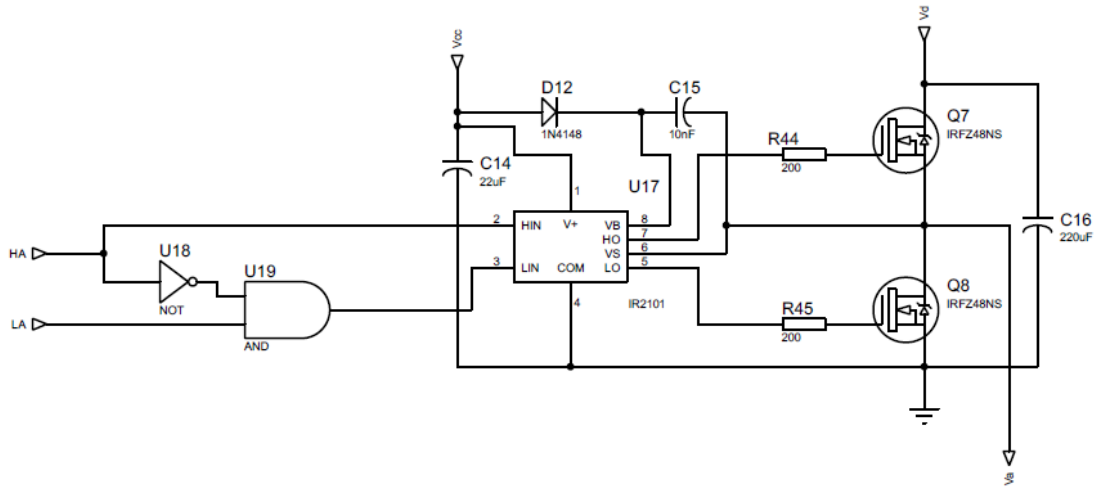 Vcc
Vd
D12
1N4148
C15
10nF
Q7
IRFZ48NS
R44
200
C14
22uF
U17
1
2
HIN
V+
VB
8
HO
7
VS
6
3
LIN
COM
LO
5
4
IR2101
C16
220uF
HA
U18
NOT
U19
LA
AND
R45
200
Q8
IRFZ48NS
Va